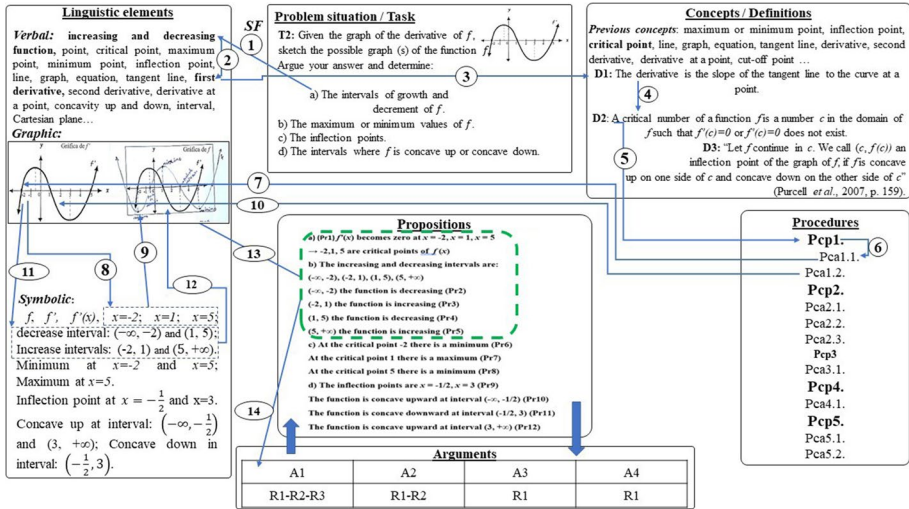 Linguistic elements
Verbal: increasing and decreasing
function, point, critical point, maximum
point, minimum point, inflection point,
line, graph, equation, tangent line, first
derivative, second derivative, derivative at
a point, concavity up and down, interval,
Cartesian plane…
Graphic:
Gráfica de f'
Gráfica de f'
11
8
9
12
Symbolic:
f, f', f'(x), x=-2; x=1; x=5;
decrease interval: (−∞, −2) and (1, 5);
Increase intervals: (-2, 1) and (5, +∞).
Minimum at x=-2 and x=5;
Maximum at x=5.
Inflection point at x = −1/2 and x=3.
Concave up at interval: (−∞, −1/2)
and (3, +∞); Concave down in
interval: (−1/2, 3).
SF
1
2
3
Problem situation / Task
T2: Given the graph of the derivative of f,
sketch the possible graph (s) of the function f.
Argue your answer and determine:
a) The intervals of growth and
decrement of f.
b) The maximum or minimum values of f.
c) The inflection points.
d) The intervals where f is concave up or concave down.
Concepts / Definitions
Previous concepts: maximum or minimum point, inflection point,
critical point, line, graph, equation, tangent line, derivative, second
derivative, derivative at a point, cut-off point …
D1: The derivative is the slope of the tangent line to the curve at a
point.
4
D2: A critical number of a function f is a number c in the domain of
f such that f'(c)=0 or f'(c)=0 does not exist.
5
D3: "Let f continue in c. We call (c, f(c)) an
inflection point of the graph of f, if f is concave
up on one side of c and concave down on the other side of c"
(Purcell et al., 2007, p. 159).
7
10
13
14
Propositions
a) (Pr1) f'(x) becomes zero at x = -2, x = 1, x = 5
→ -2,1, 5 are critical points of f (x)
b) The increasing and decreasing intervals are:
(-∞, -2), (-2, 1), (1, 5), (5, +∞)
(-∞, -2) the function is decreasing (Pr2)
(-2, 1) the function is increasing (Pr3)
(1, 5) the function is decreasing (Pr4)
(5, +∞) the function is increasing (Pr5)
c) At the critical point -2 there is a minimum (Pr6)
At the critical point 1 there is a maximum (Pr7)
At the critical point 5 there is a minimum (Pr8)
d) The inflection points are x = -1/2, x = 3 (Pr9)
The function is concave upward at interval (-∞, -1/2) (Pr10)
The function is concave downward at interval (-1/2, 3) (Pr11)
The function is concave upward at interval (3, +∞) (Pr12)
Procedures
Pcp1.
6
Pca1.1.
Pca1.2.
Pcp2.
Pca2.1.
Pca2.2.
Pca2.3.
Pcp3
Pca3.1.
Pcp4.
Pca4.1.
Pcp5.
Pca5.1.
Pca5.2.
Arguments
A1 A2 A3 A4
R1-R2-R3 R1-R2 R1 R1